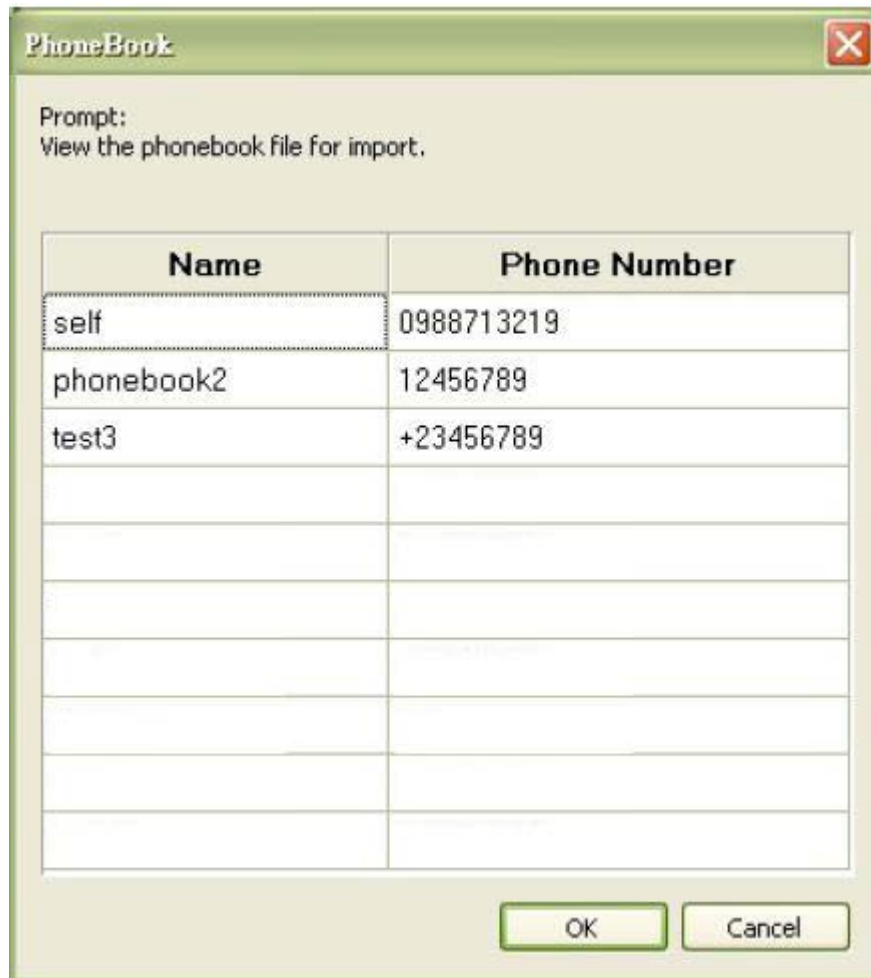 PhoneBook
Prompt:
View the phonebook file for import.
Name Phone Number
self 0988713219
phonebook2 12456789
test3 +23456789
OK Cancel